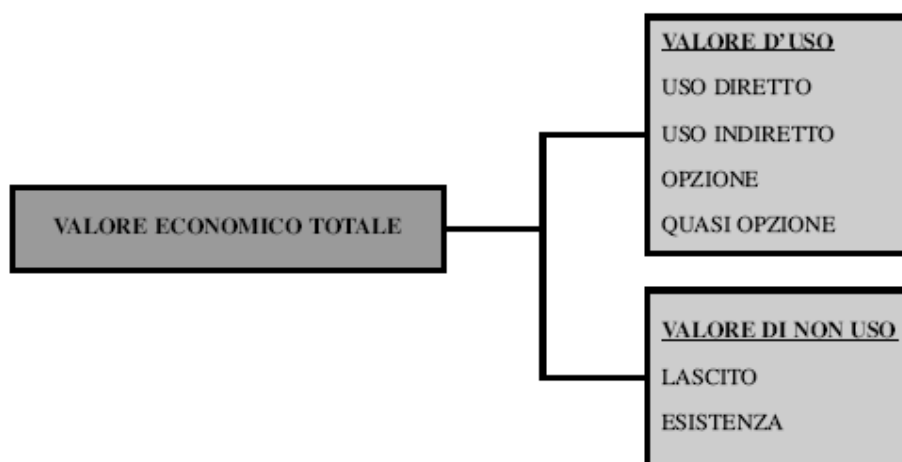 VALORE ECONOMICO TOTALE
VALORE D'USO
USO DIRETTO
USO INDIRETTO
OPZIONE
QUASI OPZIONE
VALORE DI NON USO
LASCITO
ESISTENZA